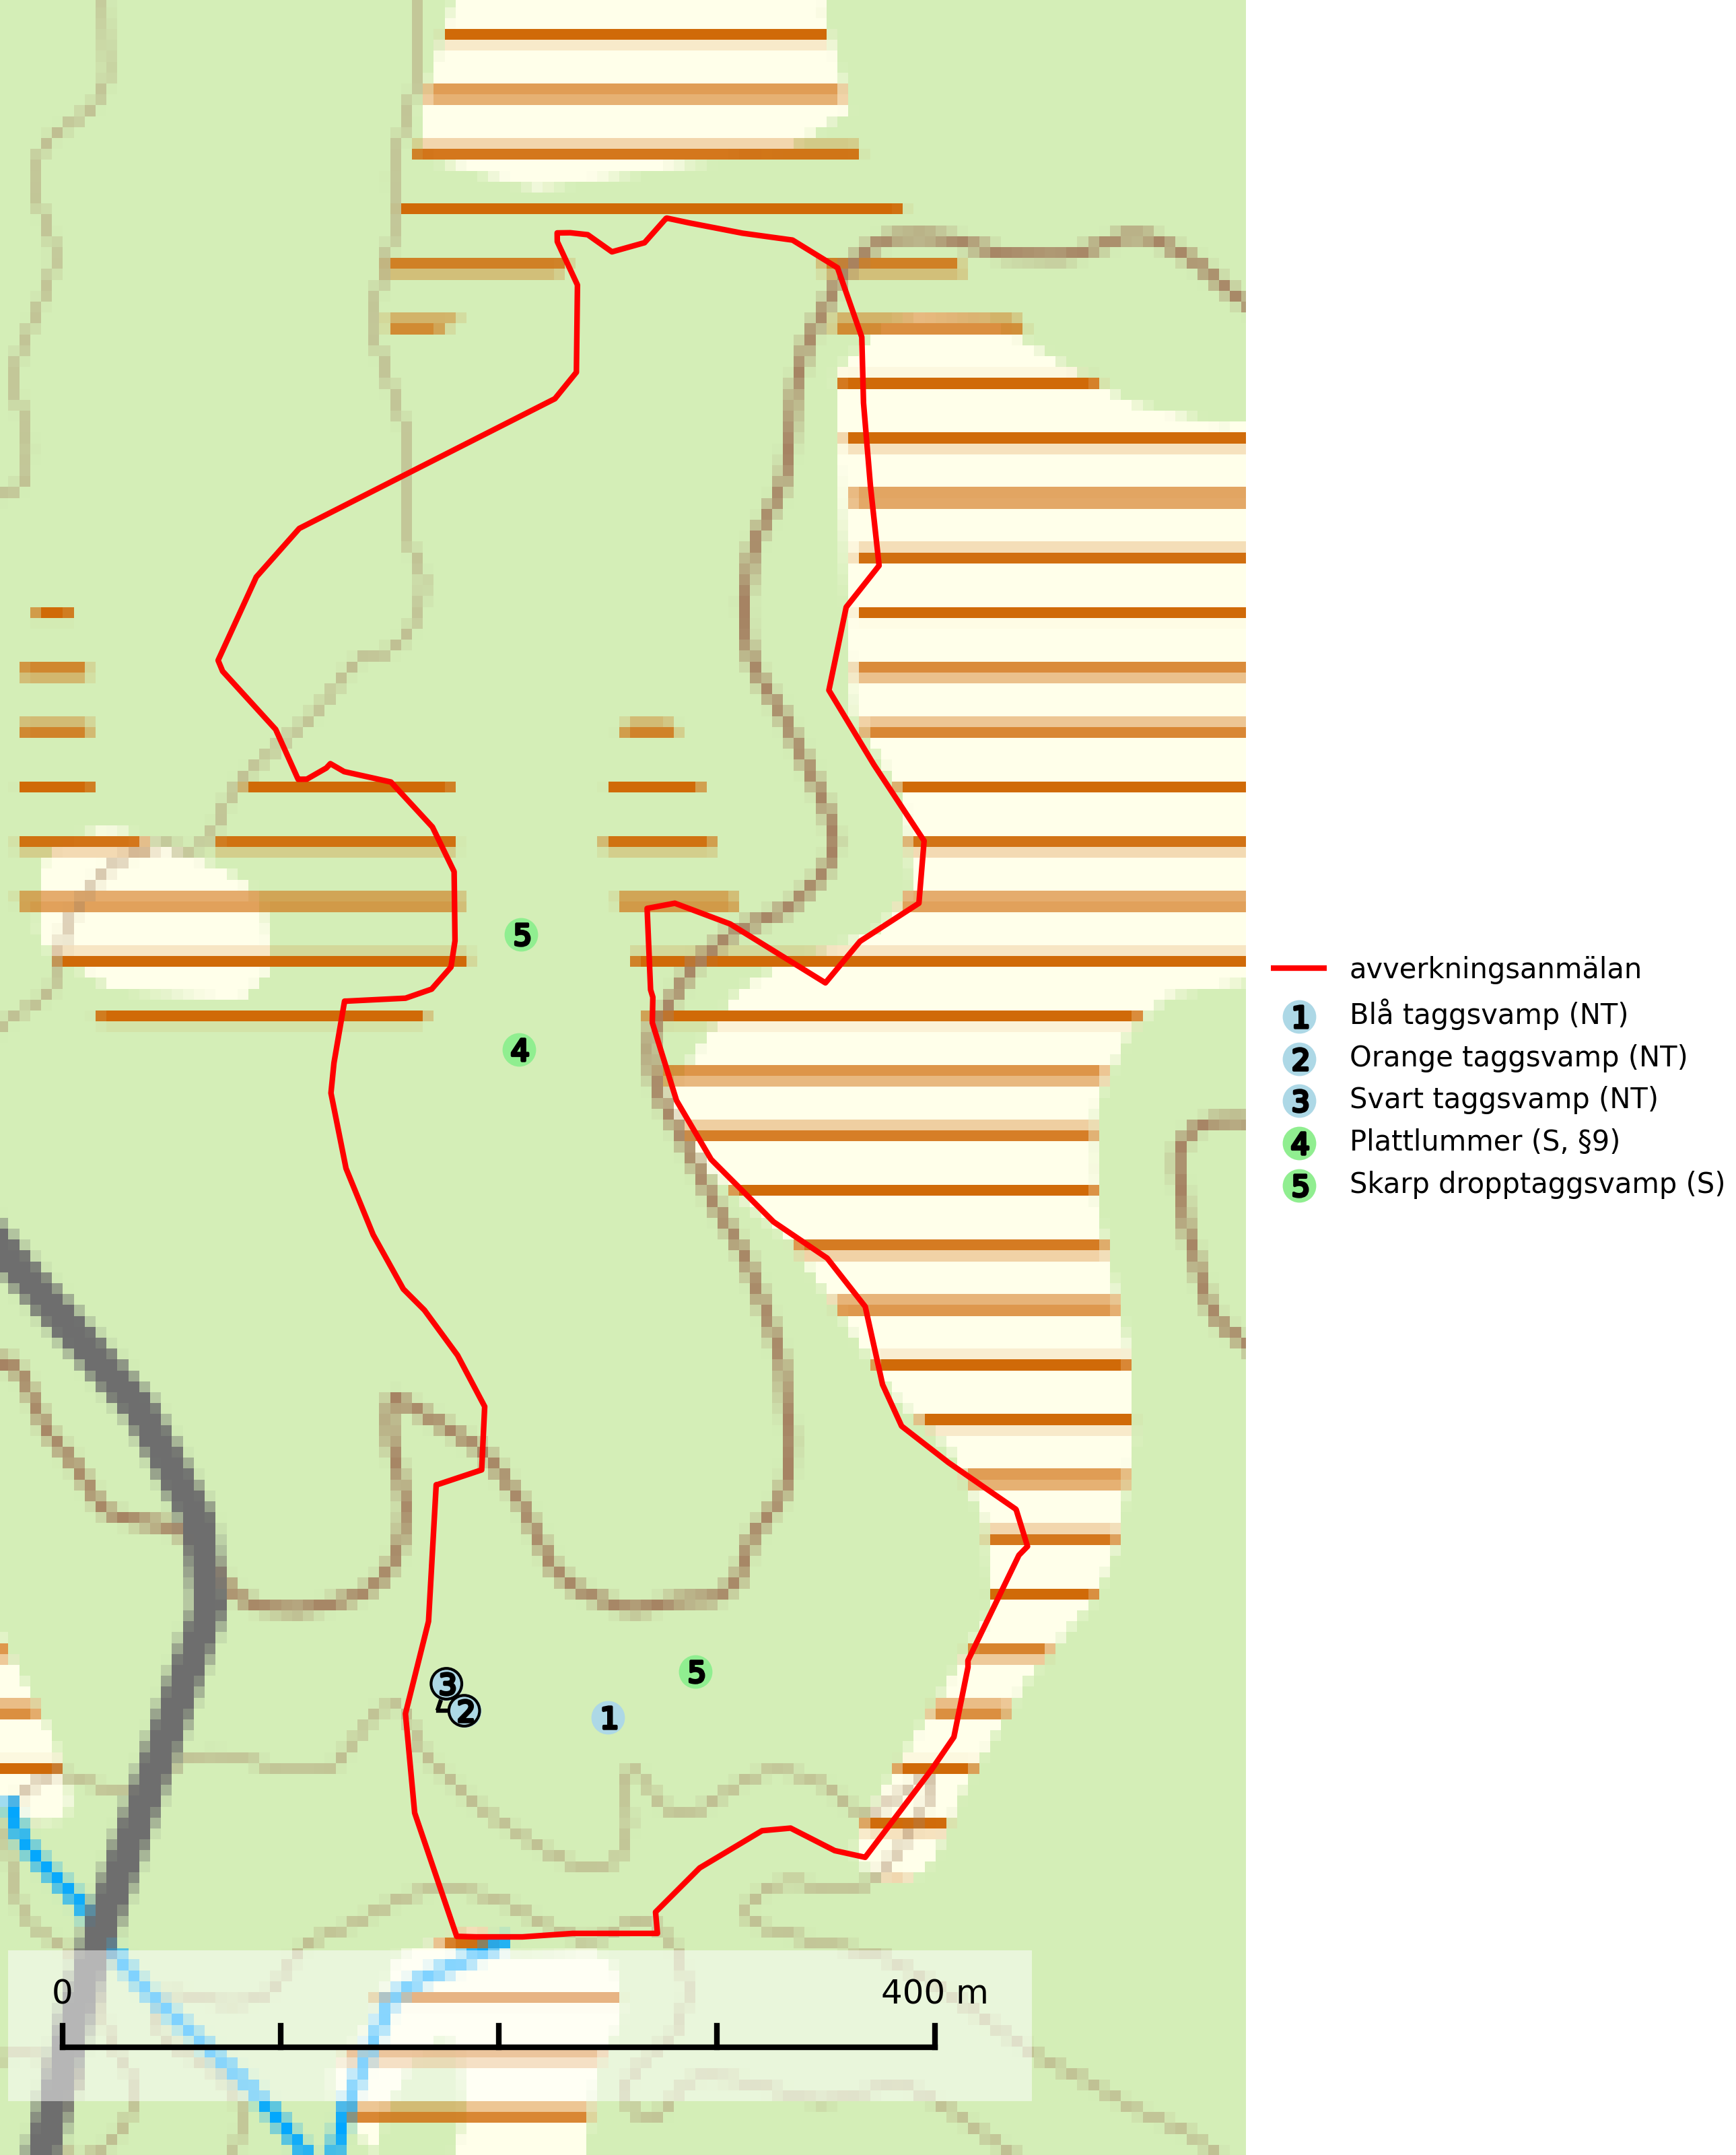 5
4
avverkningsanmälan
1 Blå taggsvamp (NT)
2 Orange taggsvamp (NT)
3 Svart taggsvamp (NT)
4 Plattlummer (S, §9)
5 Skarp dropptaggsvamp (S)
5
3
2
1
0 400 m